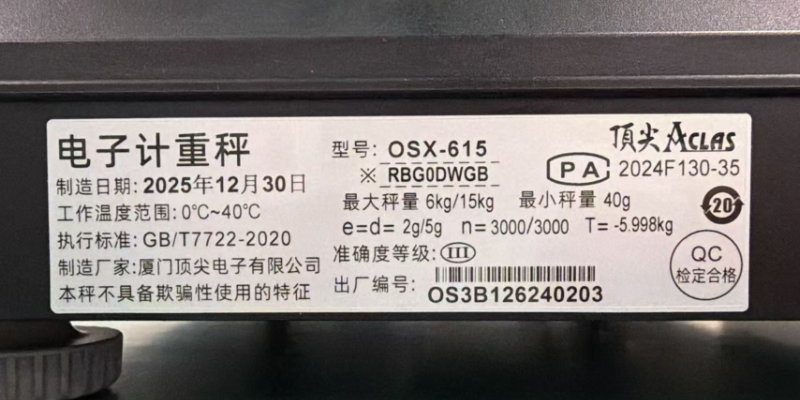 电子计重秤
制造日期: 2025年12月30日
工作温度范围: 0℃~40℃
执行标准: GB/T7722-2020
制造厂家: 厦门顶尖电子有限公司
本秤不具备欺骗性使用的特征
型号: OSX-615
※ RBG0DWGB
最大秤量 6kg/15kg 最小秤量 40g
e=d= 2g/5g n= 3000/3000 T= -5.998kg
准确度等级: III
出厂编号: OS3B126240203
頂尖 ACLAS
PA 2024F130-35
20
QC
检定合格